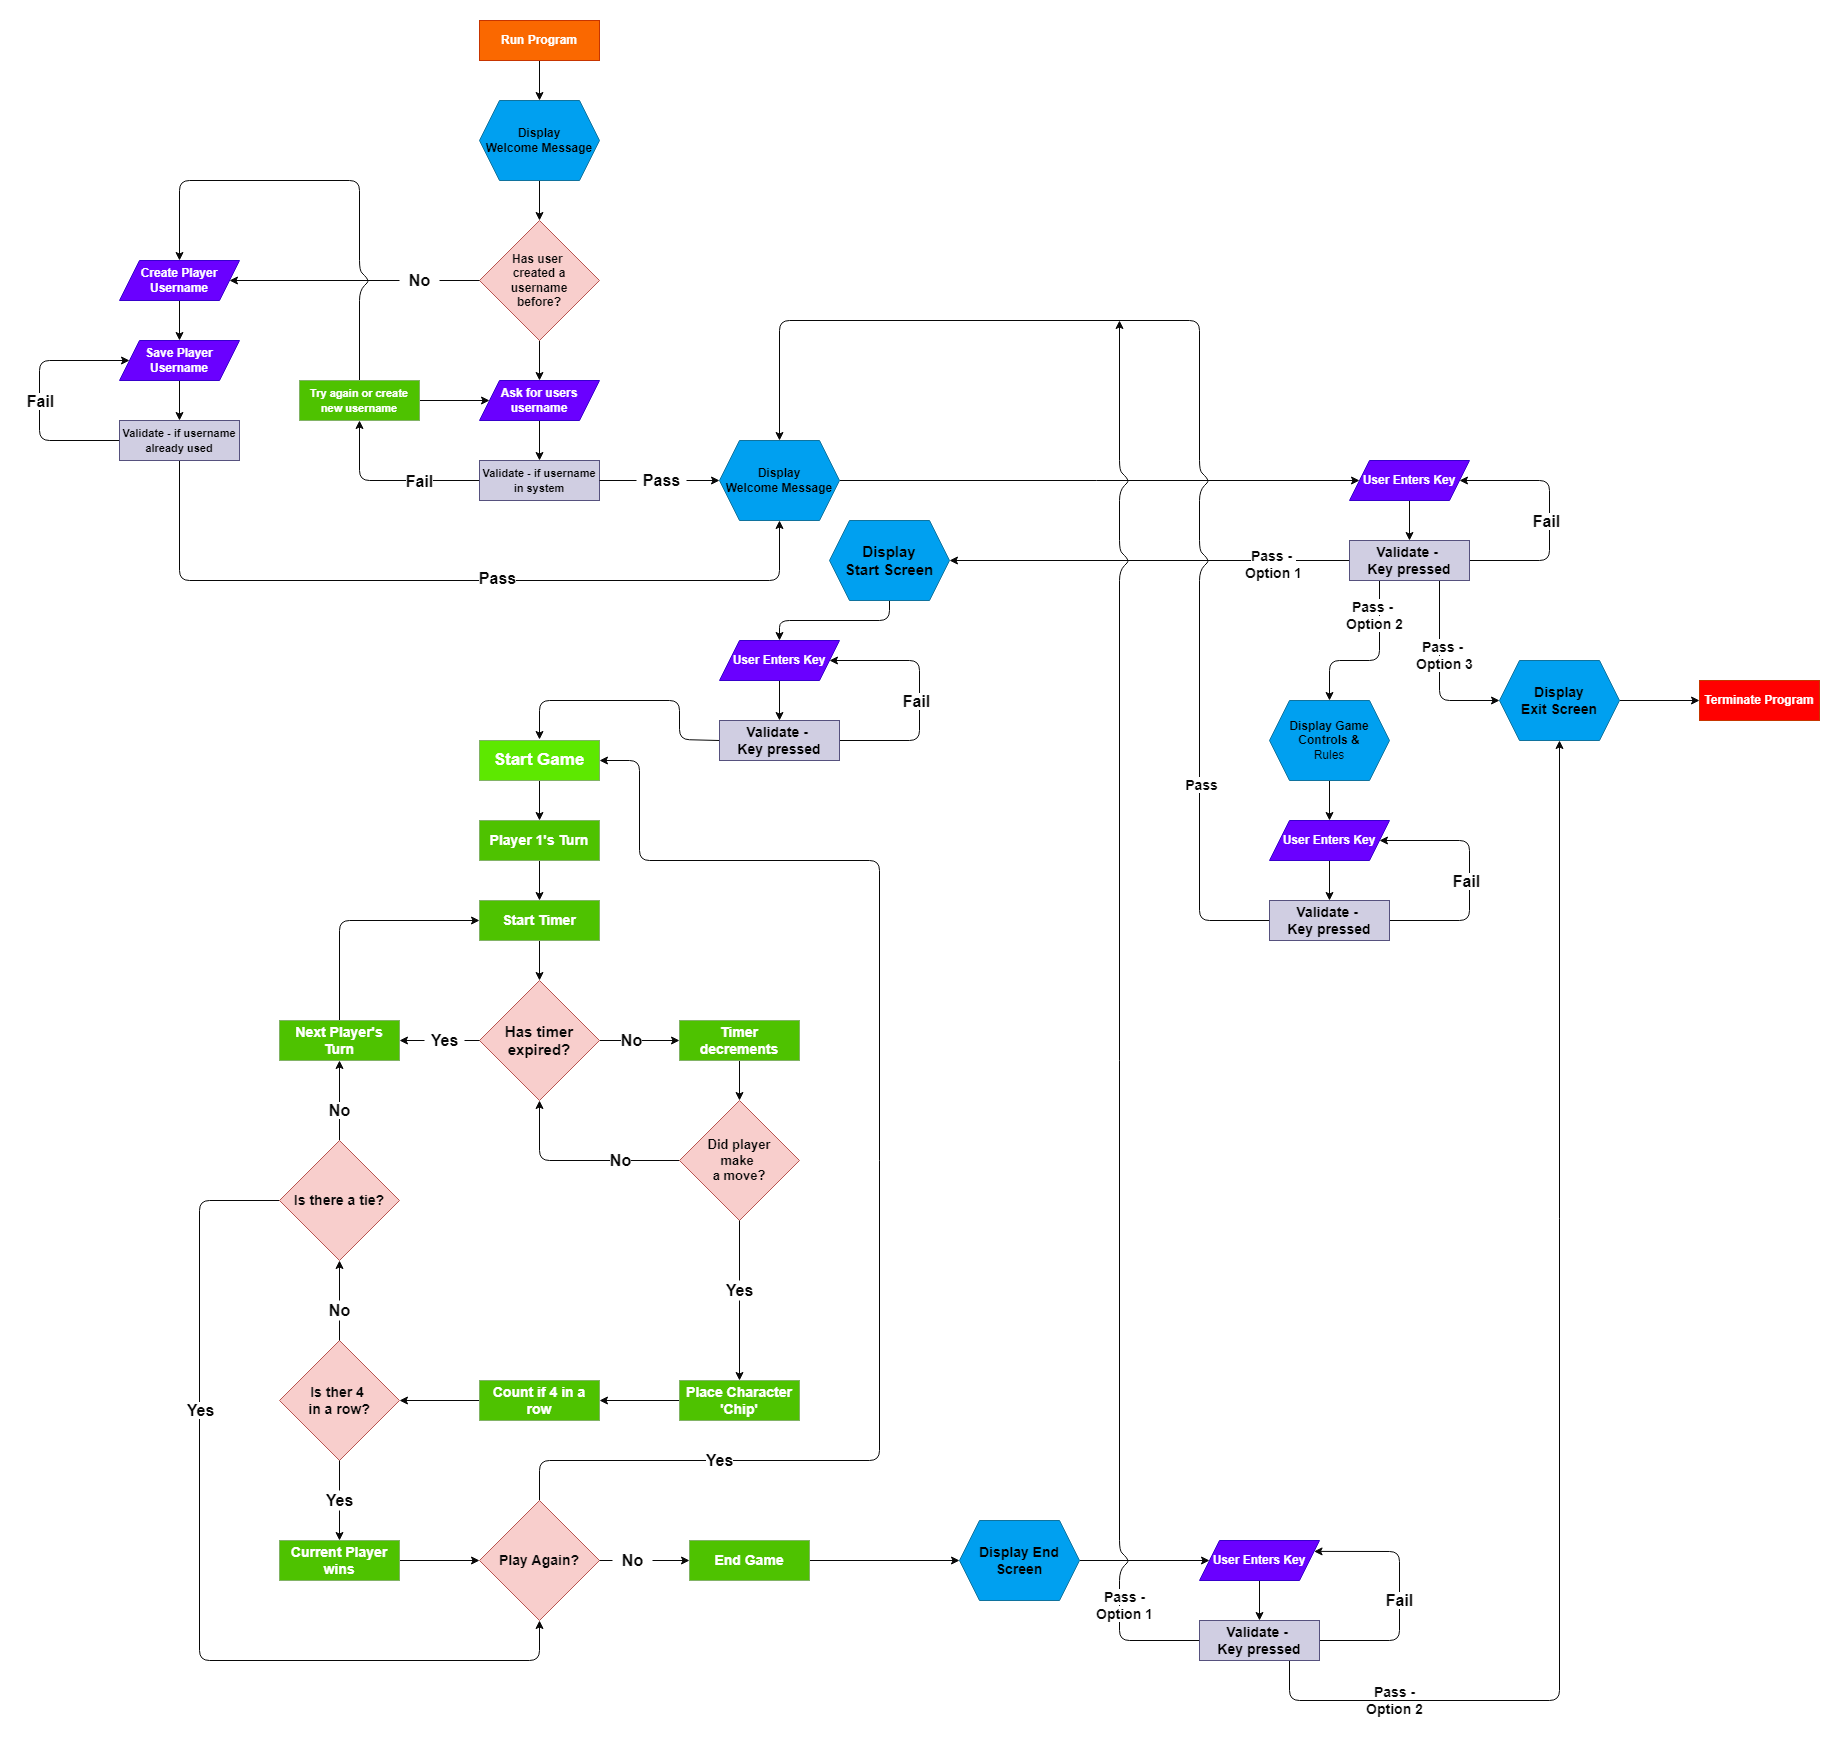 Run Program
Display
Welcome Message
Has user
created a
username
before?
No
Create Player
Username
Save Player
Username
Fail
Validate - if username
already used
Try again or create
new username
Ask for users
username
Fail
Validate - if username
in system
Pass
Display
Welcome Message
Pass
User Enters Key
Fail
Validate -
Key pressed
Pass -
Option 1
Pass -
Option 2
Pass -
Option 3
Display
Start Screen
User Enters Key
Fail
Validate -
Key pressed
Display
Exit Screen
Terminate Program
Display Game
Controls &
Rules
Pass
User Enters Key
Fail
Validate -
Key pressed
Start Game
Player 1's Turn
Start Timer
Next Player's
Turn
Yes
Has timer
expired?
No
Timer
decrements
No
Did player
make
a move?
No
Is there a tie?
Yes
No
Is ther 4
in a row?
Count if 4 in a
row
Place Character
'Chip'
Yes
Yes
Yes
Current Player
wins
Play Again?
No
End Game
Display End
Screen
User Enters Key
Fail
Pass -
Option 1
Validate -
Key pressed
Pass -
Option 2